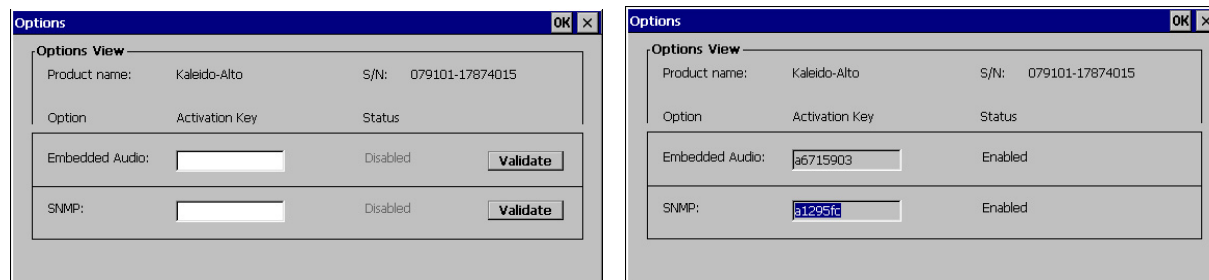 Options OK ×
Options View
Product name: Kaleido-Alto S/N: 079101-17874015
Option Activation Key Status
Embedded Audio: Disabled Validate
SNMP: Disabled Validate
Options OK ×
Options View
Product name: Kaleido-Alto S/N: 079101-17874015
Option Activation Key Status
Embedded Audio: a6715903 Enabled
SNMP: a1295fc Enabled